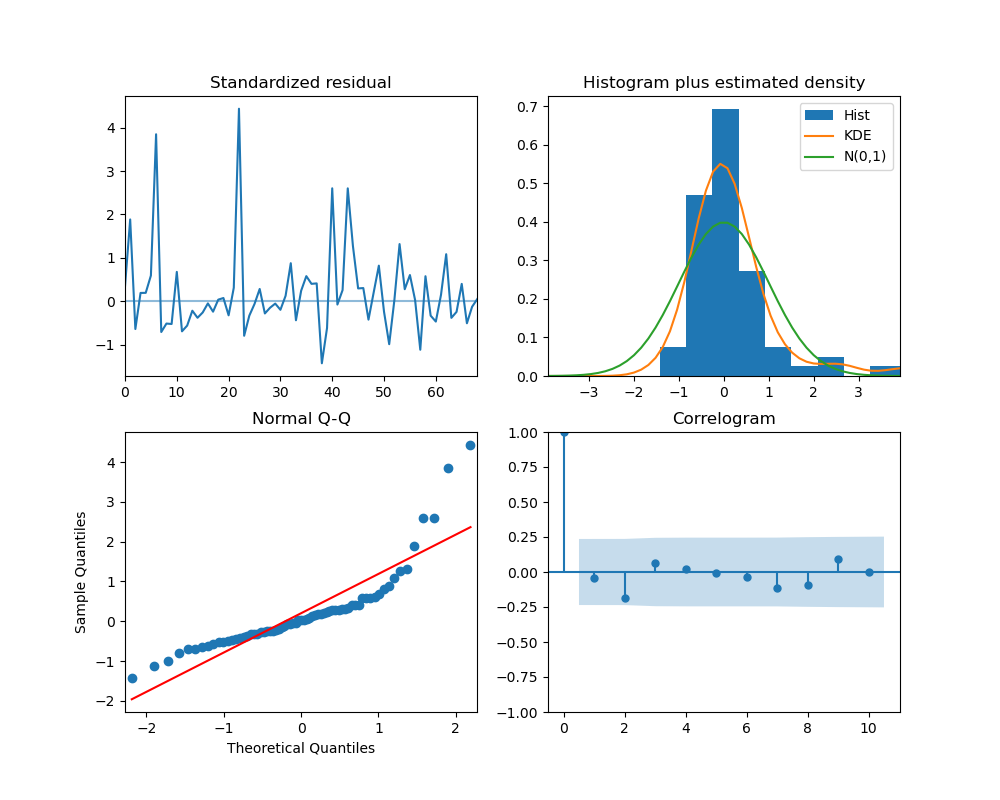 Standardized residual
4
3
2
1
0
−1
0 10 20 30 40 50 60
Histogram plus estimated density
0.7
0.6
0.5
0.4
0.3
0.2
0.1
0.0
−3 −2 −1 0 1 2 3
Hist
KDE
N(0,1)
Normal Q-Q
Sample Quantiles
4
3
2
1
0
−1
−2
−2 −1 0 1 2
Theoretical Quantiles
Correlogram
1.00
0.75
0.50
0.25
0.00
−0.25
−0.50
−0.75
−1.00
0 2 4 6 8 10